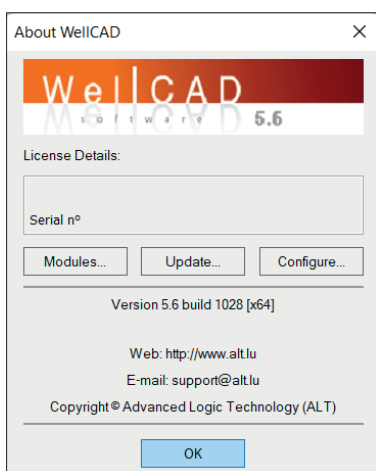 About WellCAD
WellCAD
software 5.6
License Details:
Serial nº
Modules... Update... Configure...
Version 5.6 build 1028 [x64]
Web: http://www.alt.lu
E-mail: support@alt.lu
Copyright © Advanced Logic Technology (ALT)
OK